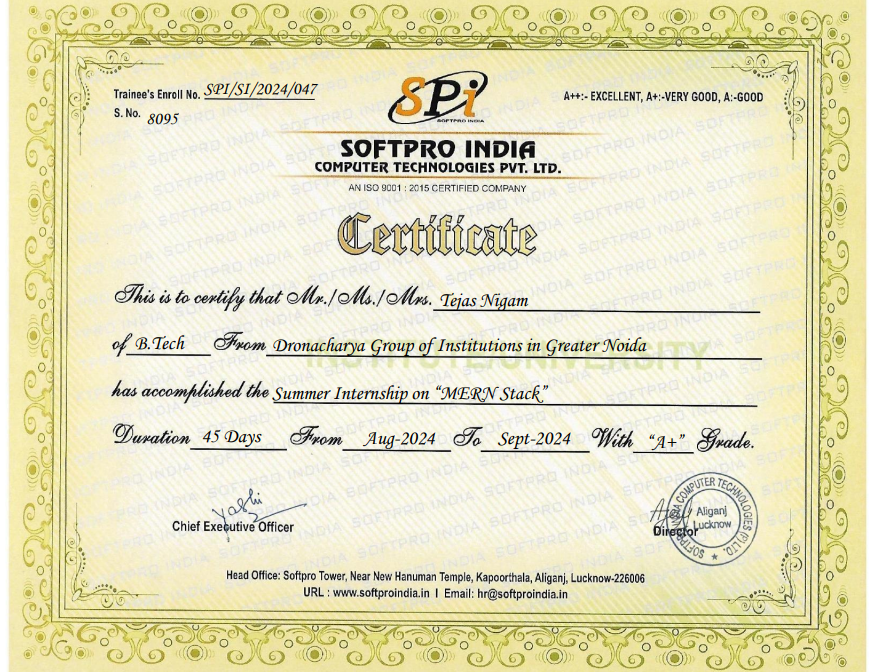 Trainee's Enroll No. SPI/SI/2024/047
S. No. 8095
SPi
SOFTPRO INDIA
A++:- EXCELLENT, A+:-VERY GOOD, A:-GOOD
SOFTPRO INDIA
COMPUTER TECHNOLOGIES PVT. LTD.
AN ISO 9001 : 2015 CERTIFIED COMPANY
Certificate
This is to certify that Mr./Ms./Mrs. Tejas Nigam
of B.Tech From Dronacharya Group of Institutions in Greater Noida
INSTITUTE/UNIVERSITY
has accomplished the Summer Internship on “MERN Stack”
Duration 45 Days From Aug-2024 To Sept-2024 With “A+” Grade.
Yashi
Chief Executive Officer
Director
SOFTPRO INDIA COMPUTER TECHNOLOGIES (P) LTD.
Aliganj
Lucknow
Head Office: Softpro Tower, Near New Hanuman Temple, Kapoorthala, Aliganj, Lucknow-226006
URL : www.softproindia.in I Email: hr@softproindia.in